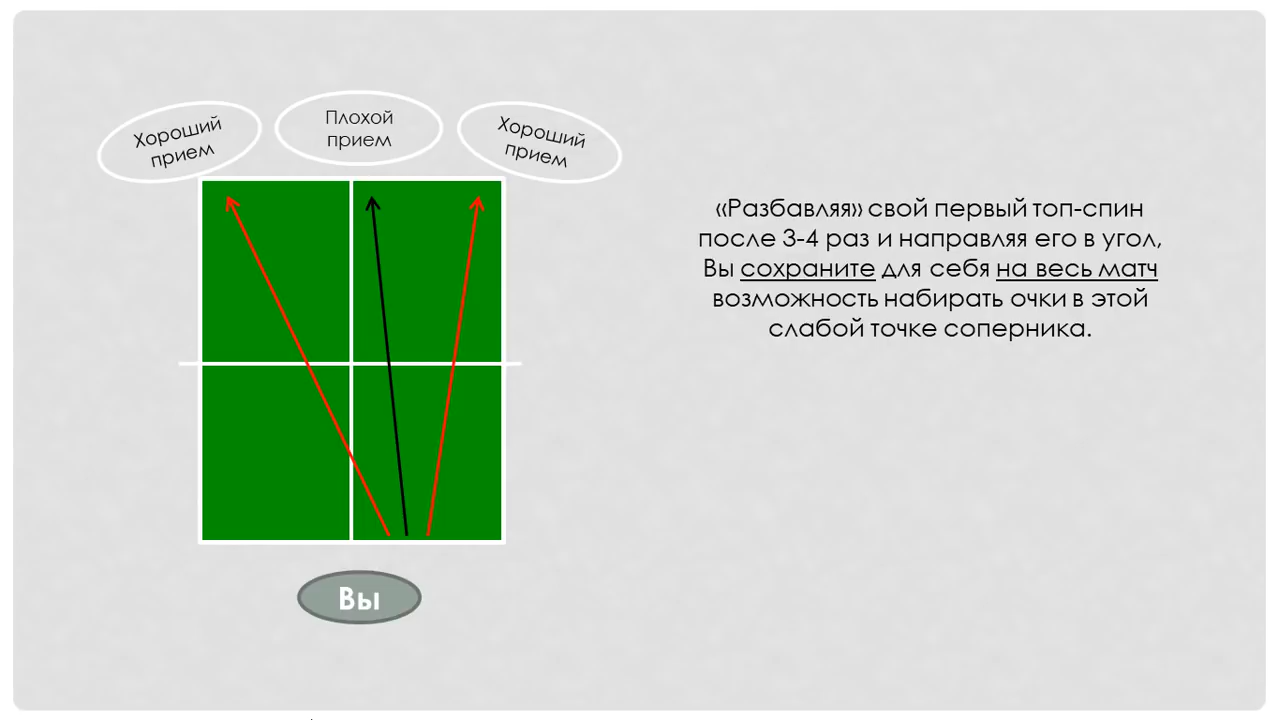 Хороший
прием
Плохой
прием
Хороший
прием
«Разбавляя» свой первый топ-спин
после 3-4 раз и направляя его в угол,
Вы сохраните для себя на весь матч
возможность набирать очки в этой
слабой точке соперника.
Вы